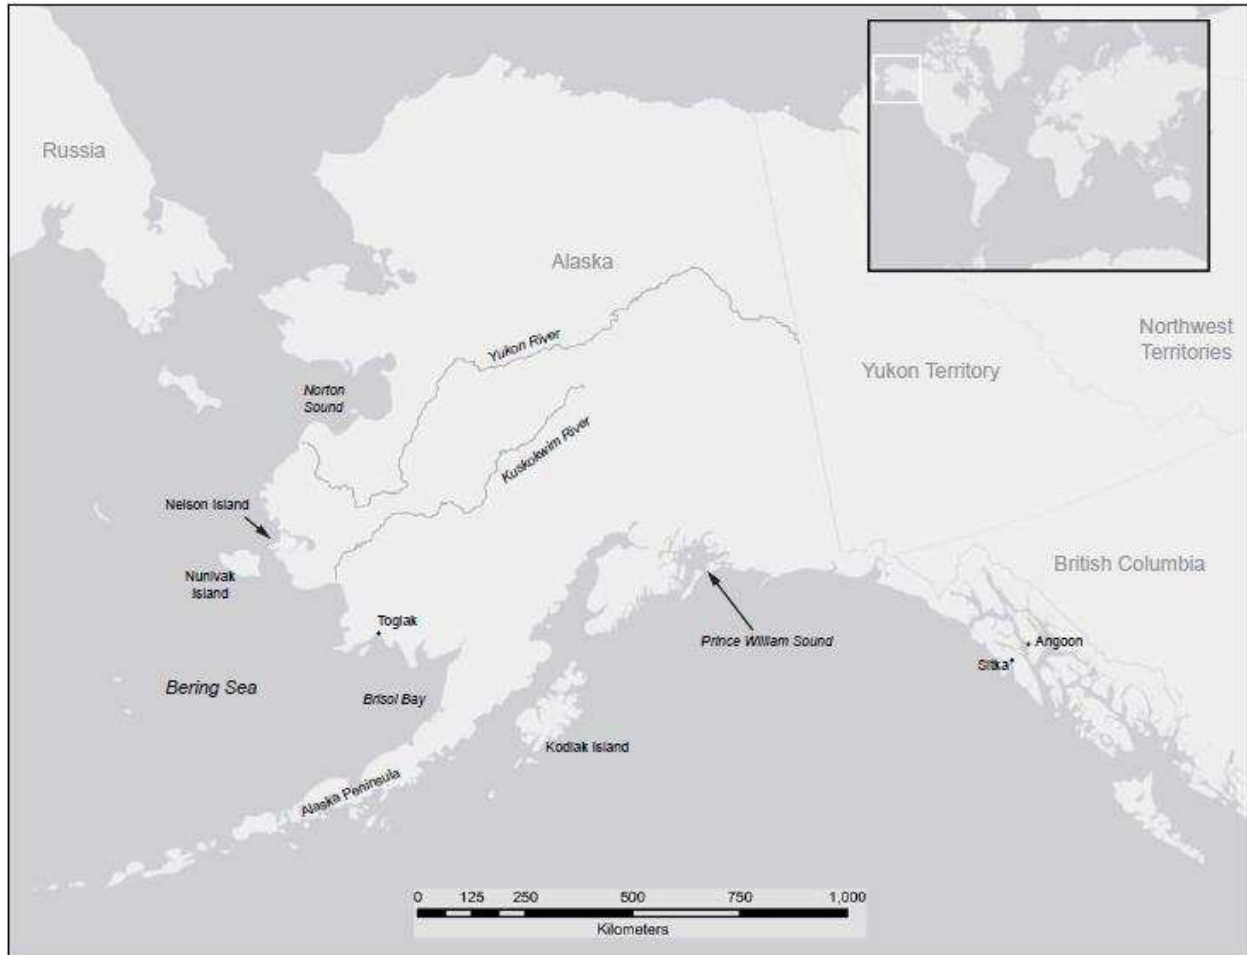 Russia
Alaska
Northwest
Territories
Yukon River
Yukon Territory
Norton
Sound
Kuskokwim River
Nelson Island
British Columbia
Nunivak
Island
Togiak
Prince William Sound
Angoon
Sitka
Bering Sea
Brisol Bay
Kodiak Island
Alaska Peninsula
0 125 250 500 750 1,000
Kilometers